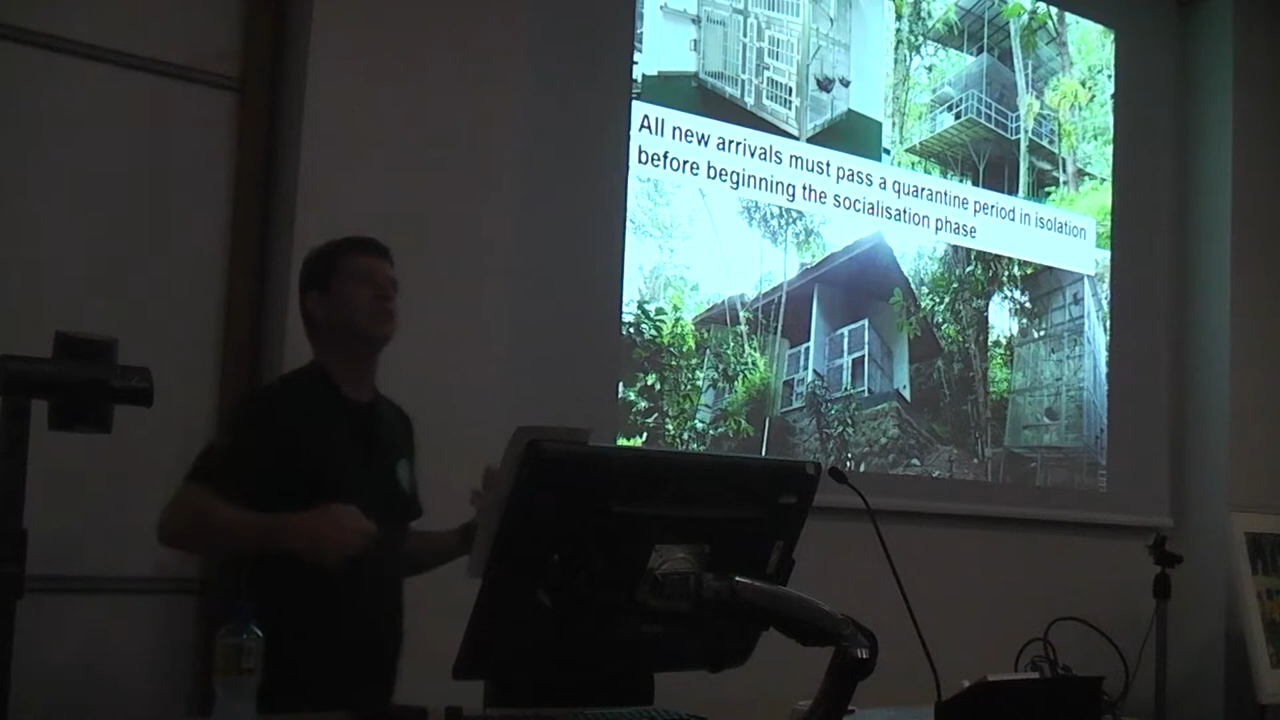 All new arrivals must pass a quarantine period in isolation
before beginning the socialisation phase